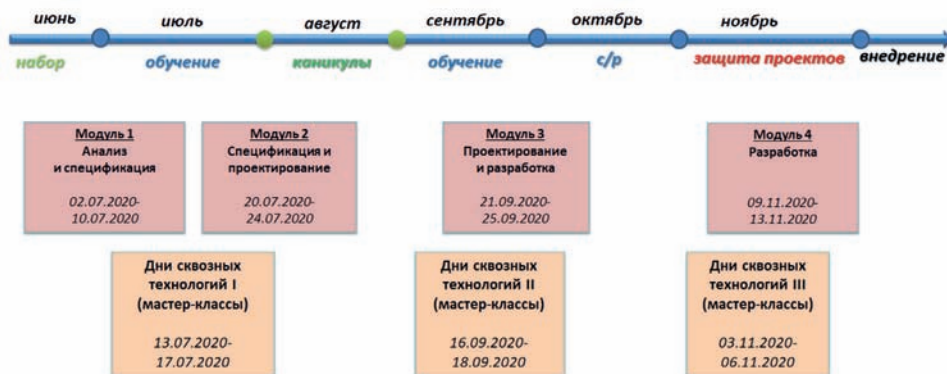 июнь июль август сентябрь октябрь ноябрь
набор обучение каникулы обучение с/р защита проектов внедрение
Модуль 1
Анализ
и спецификация
02.07.2020-
10.07.2020
Модуль 2
Спецификация и
проектирование
20.07.2020-
24.07.2020
Модуль 3
Проектирование
и разработка
21.09.2020-
25.09.2020
Модуль 4
Разработка
09.11.2020-
13.11.2020
Дни сквозных
технологий I
(мастер-классы)
13.07.2020-
17.07.2020
Дни сквозных
технологий II
(мастер-классы)
16.09.2020-
18.09.2020
Дни сквозных
технологий III
(мастер-классы)
03.11.2020-
06.11.2020